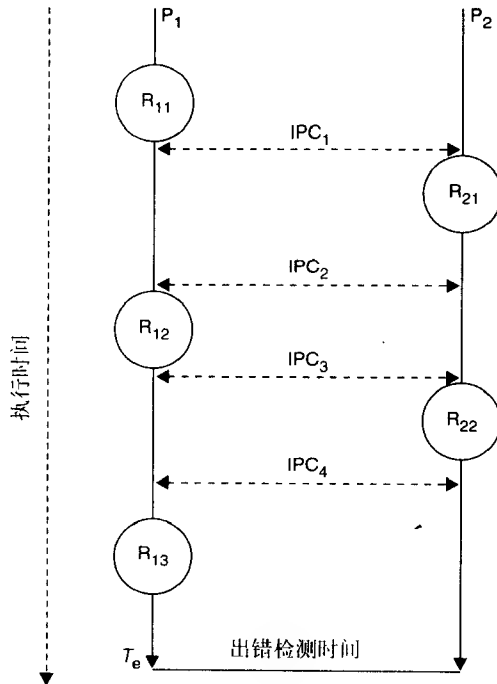 P₁
P₂
R₁₁
IPC₁
R₂₁
IPC₂
R₁₂
IPC₃
R₂₂
IPC₄
R₁₃
执行时间
Tₑ
出错检测时间